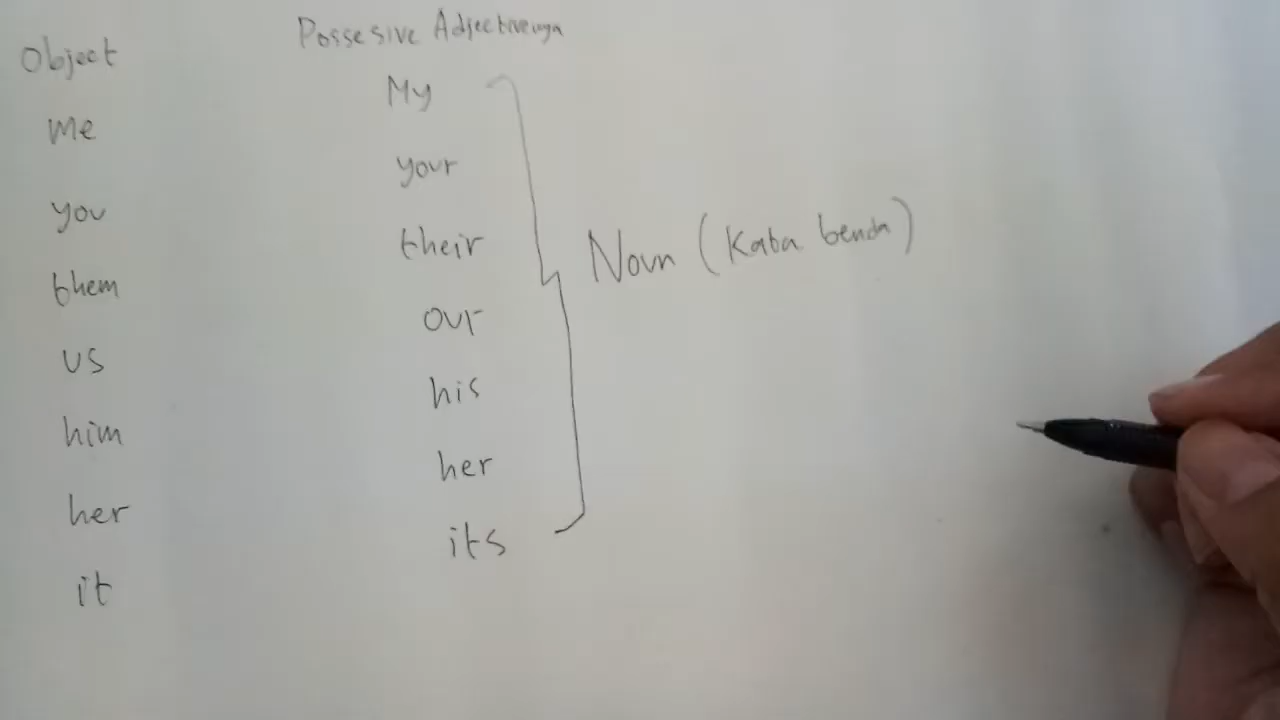 Object
me
you
them
us
him
her
it
Possesive Adjectivenya
My
your
their
our
his
her
its
Noun (Kata benda)